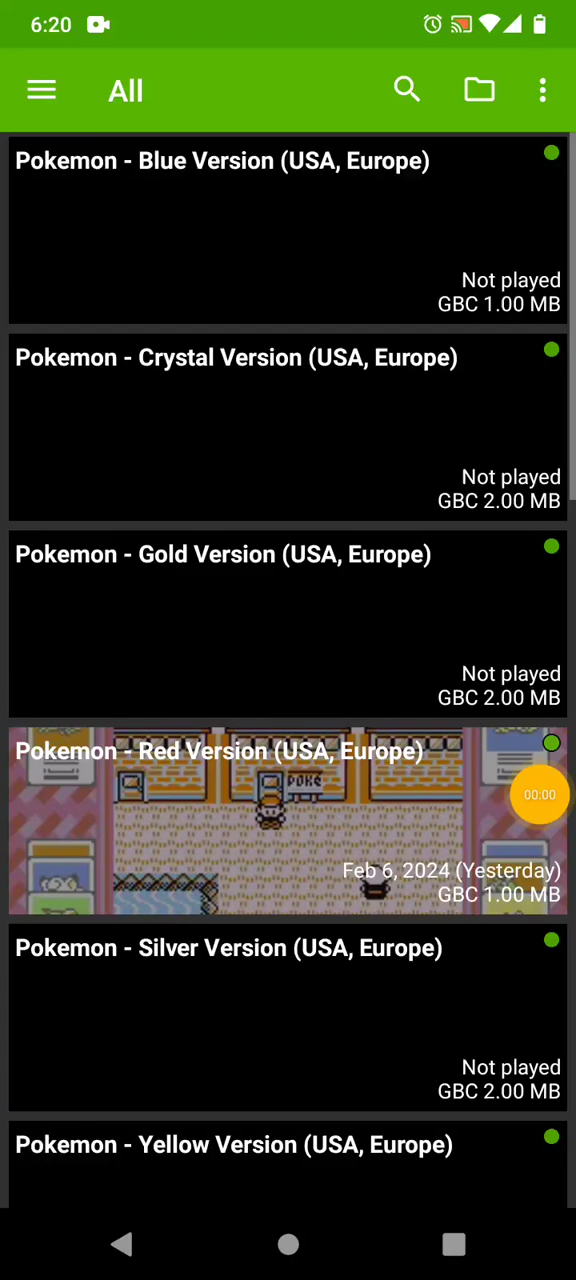 6:20
All
Pokemon - Blue Version (USA, Europe)
Not played
GBC 1.00 MB
Pokemon - Crystal Version (USA, Europe)
Not played
GBC 2.00 MB
Pokemon - Gold Version (USA, Europe)
Not played
GBC 2.00 MB
Pokemon - Red Version (USA, Europe)
POKé
00:00
Feb 6, 2024 (Yesterday)
GBC 1.00 MB
Pokemon - Silver Version (USA, Europe)
Not played
GBC 2.00 MB
Pokemon - Yellow Version (USA, Europe)